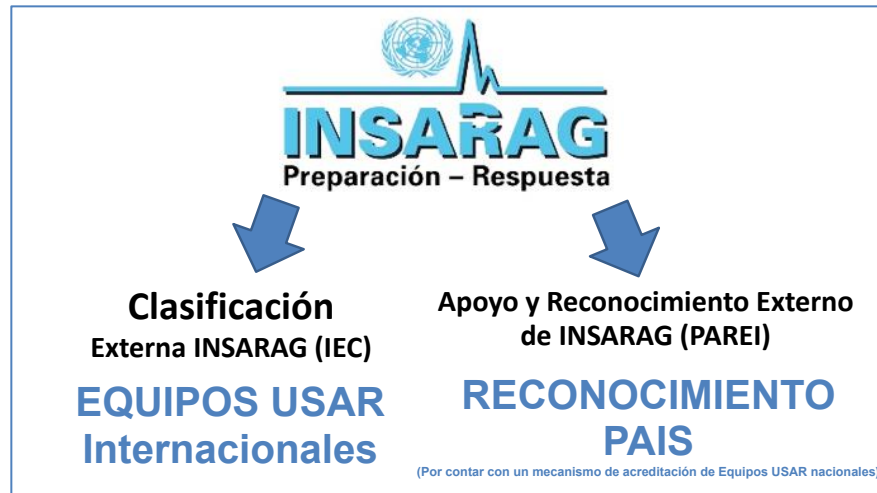 INSARAG
Preparación – Respuesta
Clasificación
Externa INSARAG (IEC)
EQUIPOS USAR
Internacionales
Apoyo y Reconocimiento Externo
de INSARAG (PAREI)
RECONOCIMIENTO
PAIS
(Por contar con un mecanismo de acreditación de Equipos USAR nacionales)